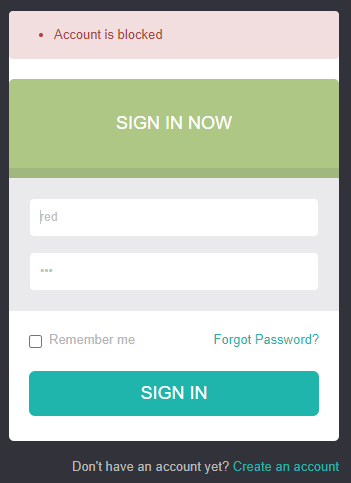 Account is blocked
SIGN IN NOW
red
•••
Remember me Forgot Password?
SIGN IN
Don't have an account yet? Create an account